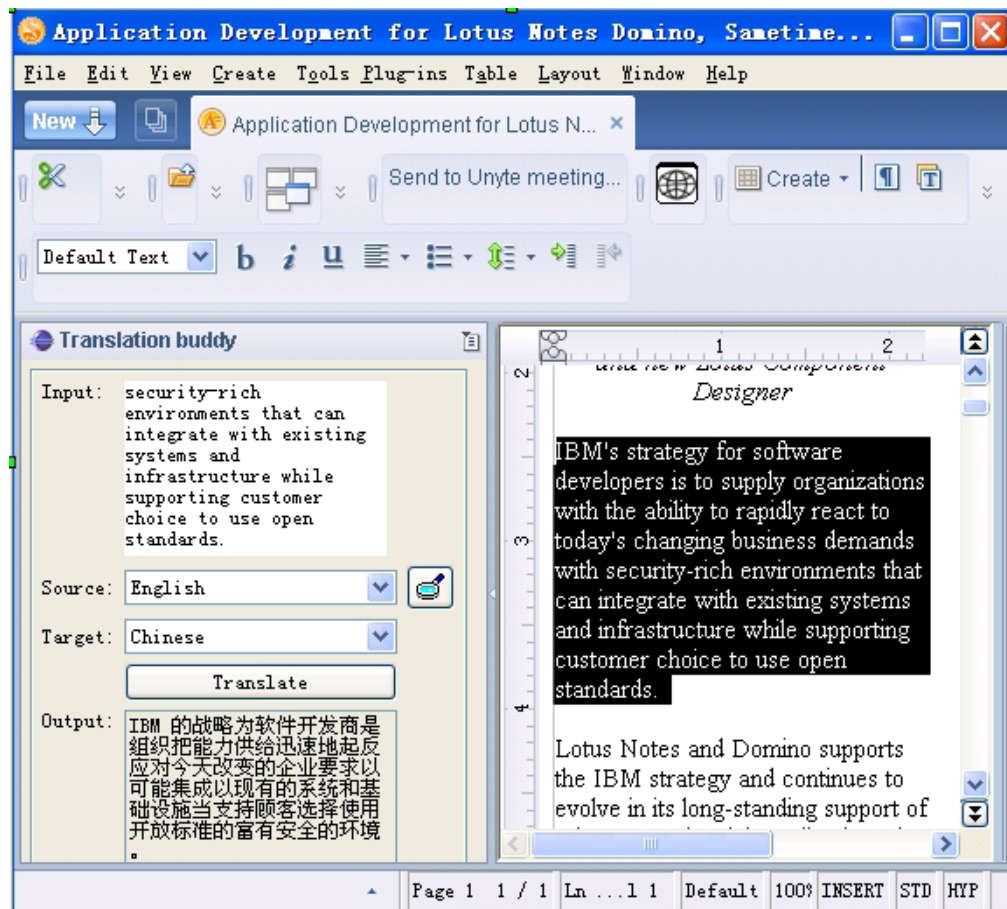 Application Development for Lotus Notes Domino, Sametime...
File Edit View Create Tools Plug-ins Table Layout Window Help
New
Application Development for Lotus N...
Send to Unyte meeting...
Create
Default Text
b i u
Translation buddy
Input:
security-rich
environments that can
integrate with existing
systems and
infrastructure while
supporting customer
choice to use open
standards.
Source: English
Target: Chinese
Translate
Output:
IBM 的战略为软件开发商是
组织把能力供给迅速地起反
应对今天改变的企业要求以
可能集成以现有的系统和基
础设施当支持顾客选择使用
开放标准的富有安全的环境
。
1 2
2
3
4
and new Lotus Component
Designer
IBM's strategy for software
developers is to supply organizations
with the ability to rapidly react to
today's changing business demands
with security-rich environments that
can integrate with existing systems
and infrastructure while supporting
customer choice to use open
standards.
Lotus Notes and Domino supports
the IBM strategy and continues to
evolve in its long-standing support of
Page 1 1 / 1 Ln ...l 1 Default 100% INSERT STD HYP